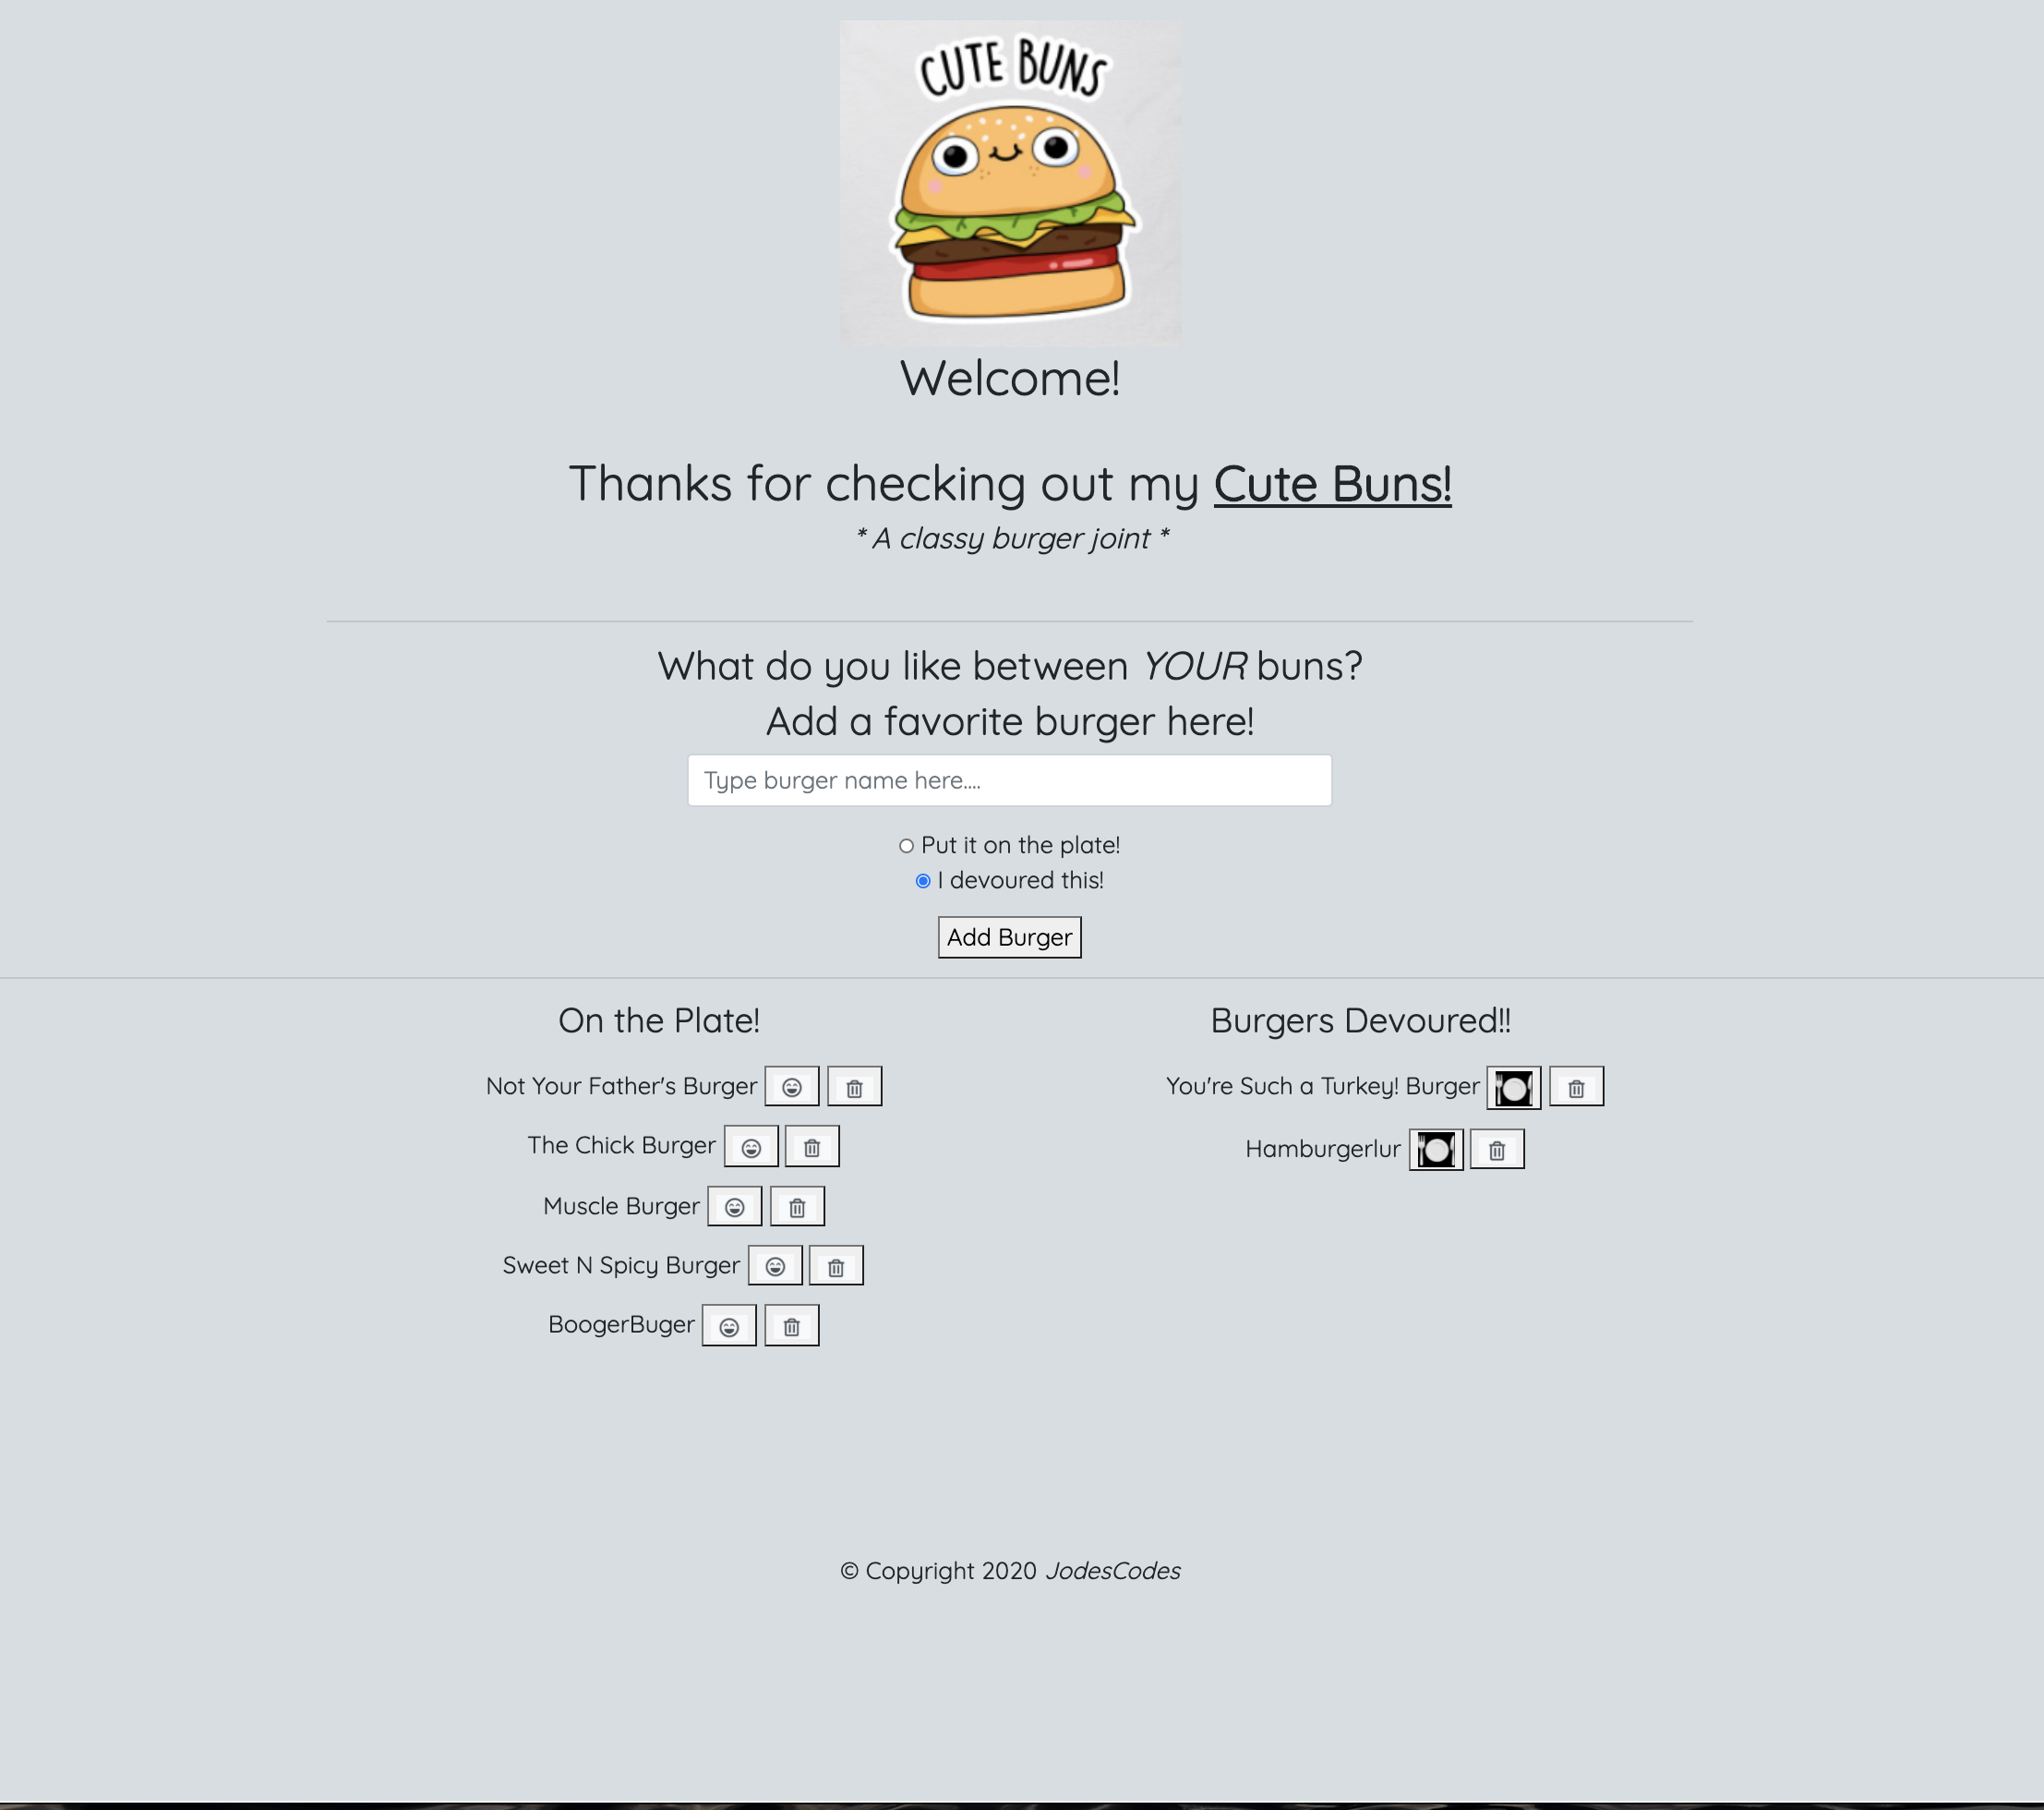 CUTE BUNS
Welcome!
Thanks for checking out my Cute Buns!
* A classy burger joint *
What do you like between YOUR buns?
Add a favorite burger here!
Type burger name here....
Put it on the plate!
I devoured this!
Add Burger
On the Plate!
Not Your Father's Burger
The Chick Burger
Muscle Burger
Sweet N Spicy Burger
BoogerBuger
Burgers Devoured!!
You're Such a Turkey! Burger
Hamburgerlur
© Copyright 2020 JodesCodes